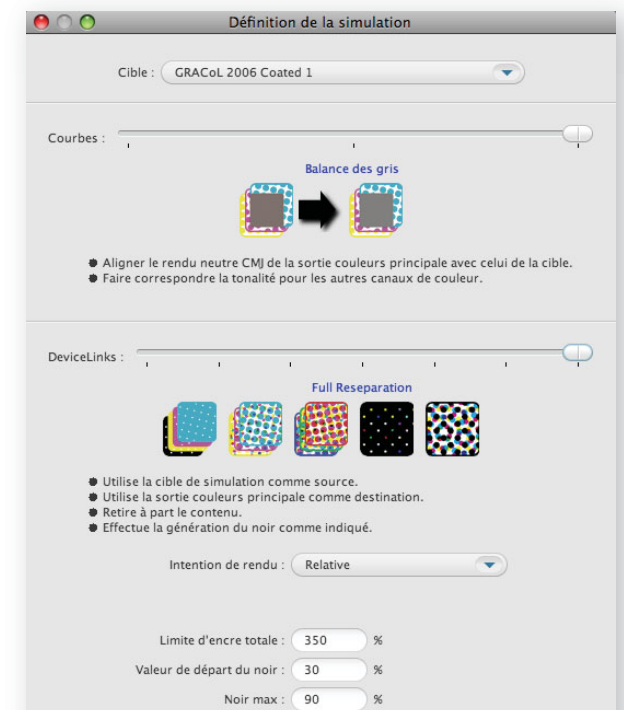 Définition de la simulation
Cible : GRACoL 2006 Coated 1
Courbes :
Balance des gris
Aligner le rendu neutre CMJ de la sortie couleurs principale avec celui de la cible.
Faire correspondre la tonalité pour les autres canaux de couleur.
DeviceLinks :
Full Reseparation
Utilise la cible de simulation comme source.
Utilise la sortie couleurs principale comme destination.
Retire à part le contenu.
Effectue la génération du noir comme indiqué.
Intention de rendu : Relative
Limite d'encre totale : 350 %
Valeur de départ du noir : 30 %
Noir max : 90 %